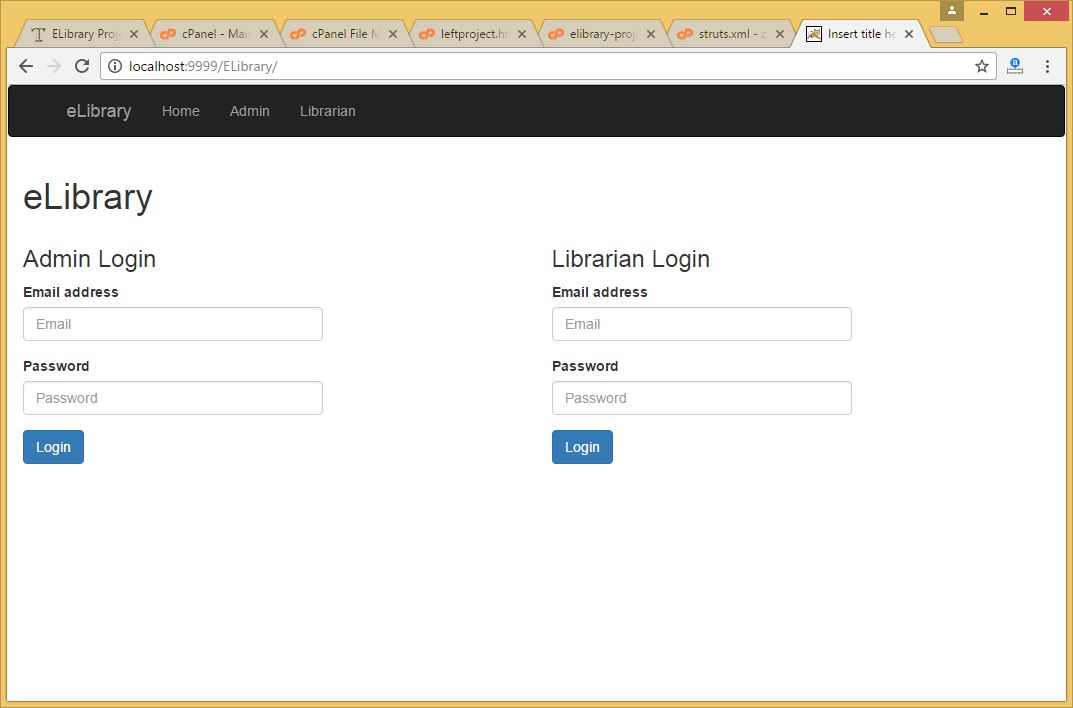 ELibrary Proj
cPanel - Mai
cPanel File M
leftproject.ht
elibrary-proj
struts.xml - c
Insert title he
localhost:9999/ELibrary/
eLibrary Home Admin Librarian
eLibrary
Admin Login
Email address
Email
Password
Password
Login
Librarian Login
Email address
Email
Password
Password
Login